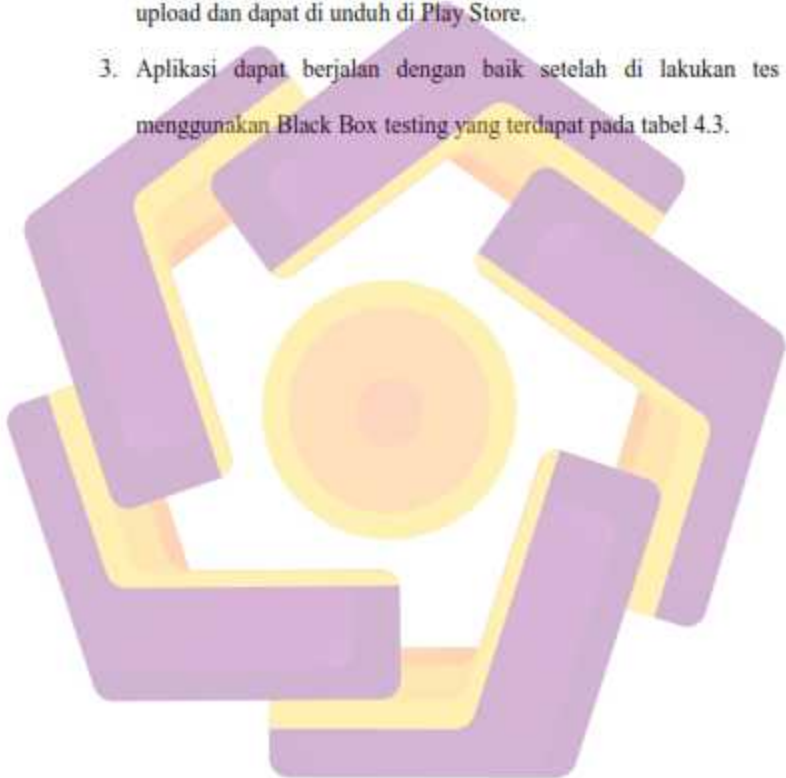 upload dan dapat di unduh di Play Store.
3. Aplikasi dapat berjalan dengan baik setelah di lakukan tes
menggunakan Black Box testing yang terdapat pada tabel 4.3.